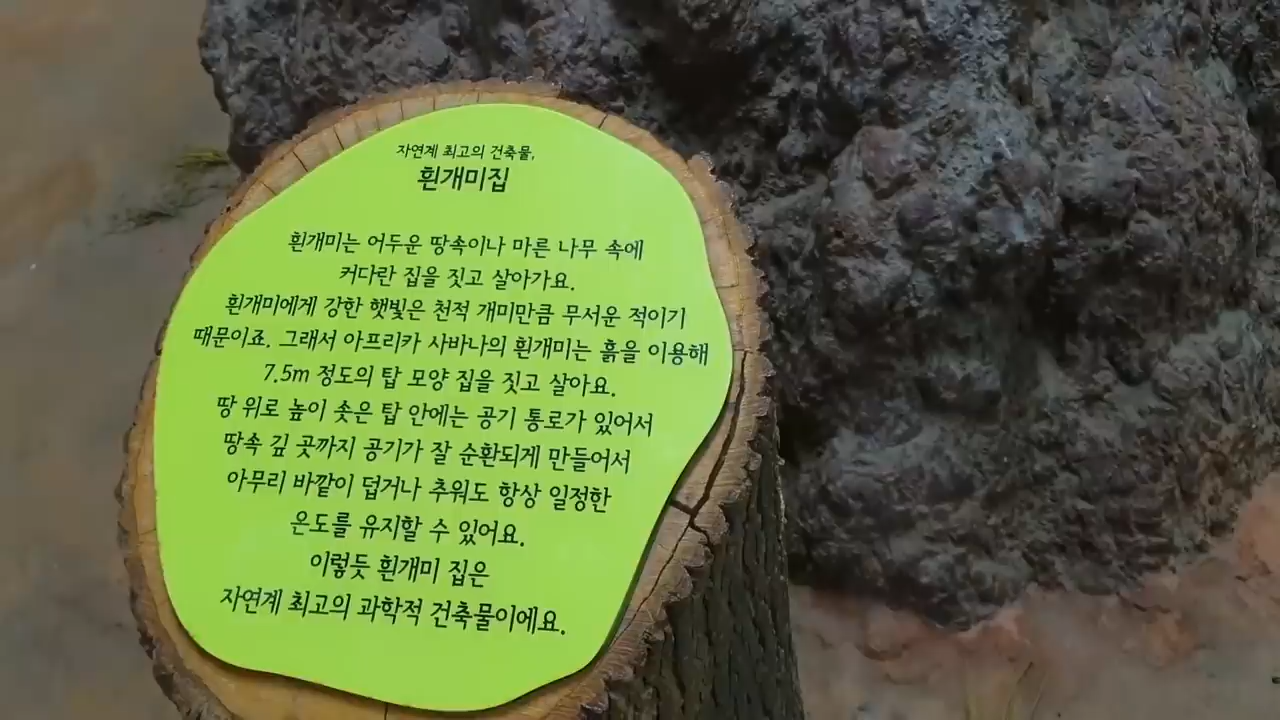 자연계 최고의 건축물,
흰개미집
흰개미는 어두운 땅속이나 마른 나무 속에
커다란 집을 짓고 살아가요.
흰개미에게 강한 햇빛은 천적 개미만큼 무서운 적이기
때문이죠. 그래서 아프리카 사바나의 흰개미는 흙을 이용해
7.5m 정도의 탑 모양 집을 짓고 살아요.
땅 위로 높이 솟은 탑 안에는 공기 통로가 있어서
땅속 깊 곳까지 공기가 잘 순환되게 만들어서
아무리 바깥이 덥거나 추워도 항상 일정한
온도를 유지할 수 있어요.
이렇듯 흰개미 집은
자연계 최고의 과학적 건축물이에요.